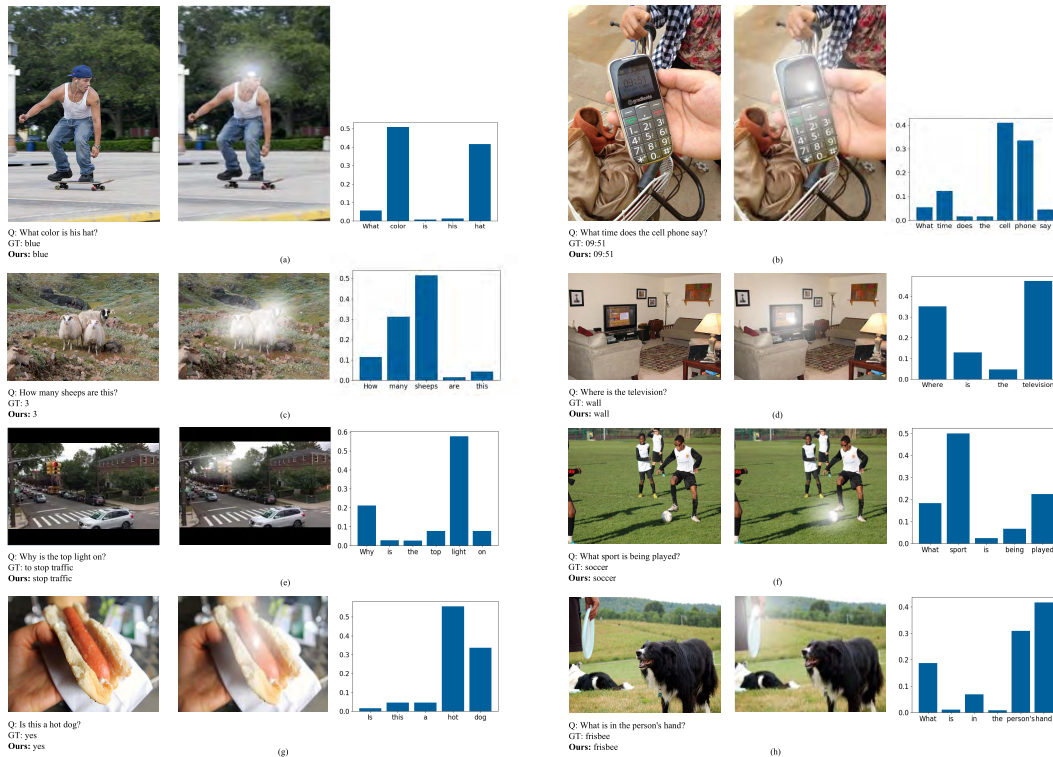 0.5
0.4
0.3
0.2
0.1
0.0
What color is his hat
Q: What color is his hat?
GT: blue
Ours: blue
(a)
0.4
0.3
0.2
0.1
0.0
What time does the cell phone say
Q: What time does the cell phone say?
GT: 09:51
Ours: 09:51
(b)
0.5
0.4
0.3
0.2
0.1
0.0
How many sheeps are this
Q: How many sheeps are this?
GT: 3
Ours: 3
(c)
0.4
0.3
0.2
0.1
0.0
Where is the television
Q: Where is the television?
GT: wall
Ours: wall
(d)
0.6
0.5
0.4
0.3
0.2
0.1
0.0
Why is the top light on
Q: Why is the top light on?
GT: to stop traffic
Ours: stop traffic
(e)
0.5
0.4
0.3
0.2
0.1
0.0
What sport is being played
Q: What sport is being played?
GT: soccer
Ours: soccer
(f)
0.5
0.4
0.3
0.2
0.1
0.0
Is this a hot dog
Q: Is this a hot dog?
GT: yes
Ours: yes
(g)
0.4
0.3
0.2
0.1
0.0
What is in the person's hand
Q: What is in the person's hand?
GT: frisbee
Ours: frisbee
(h)